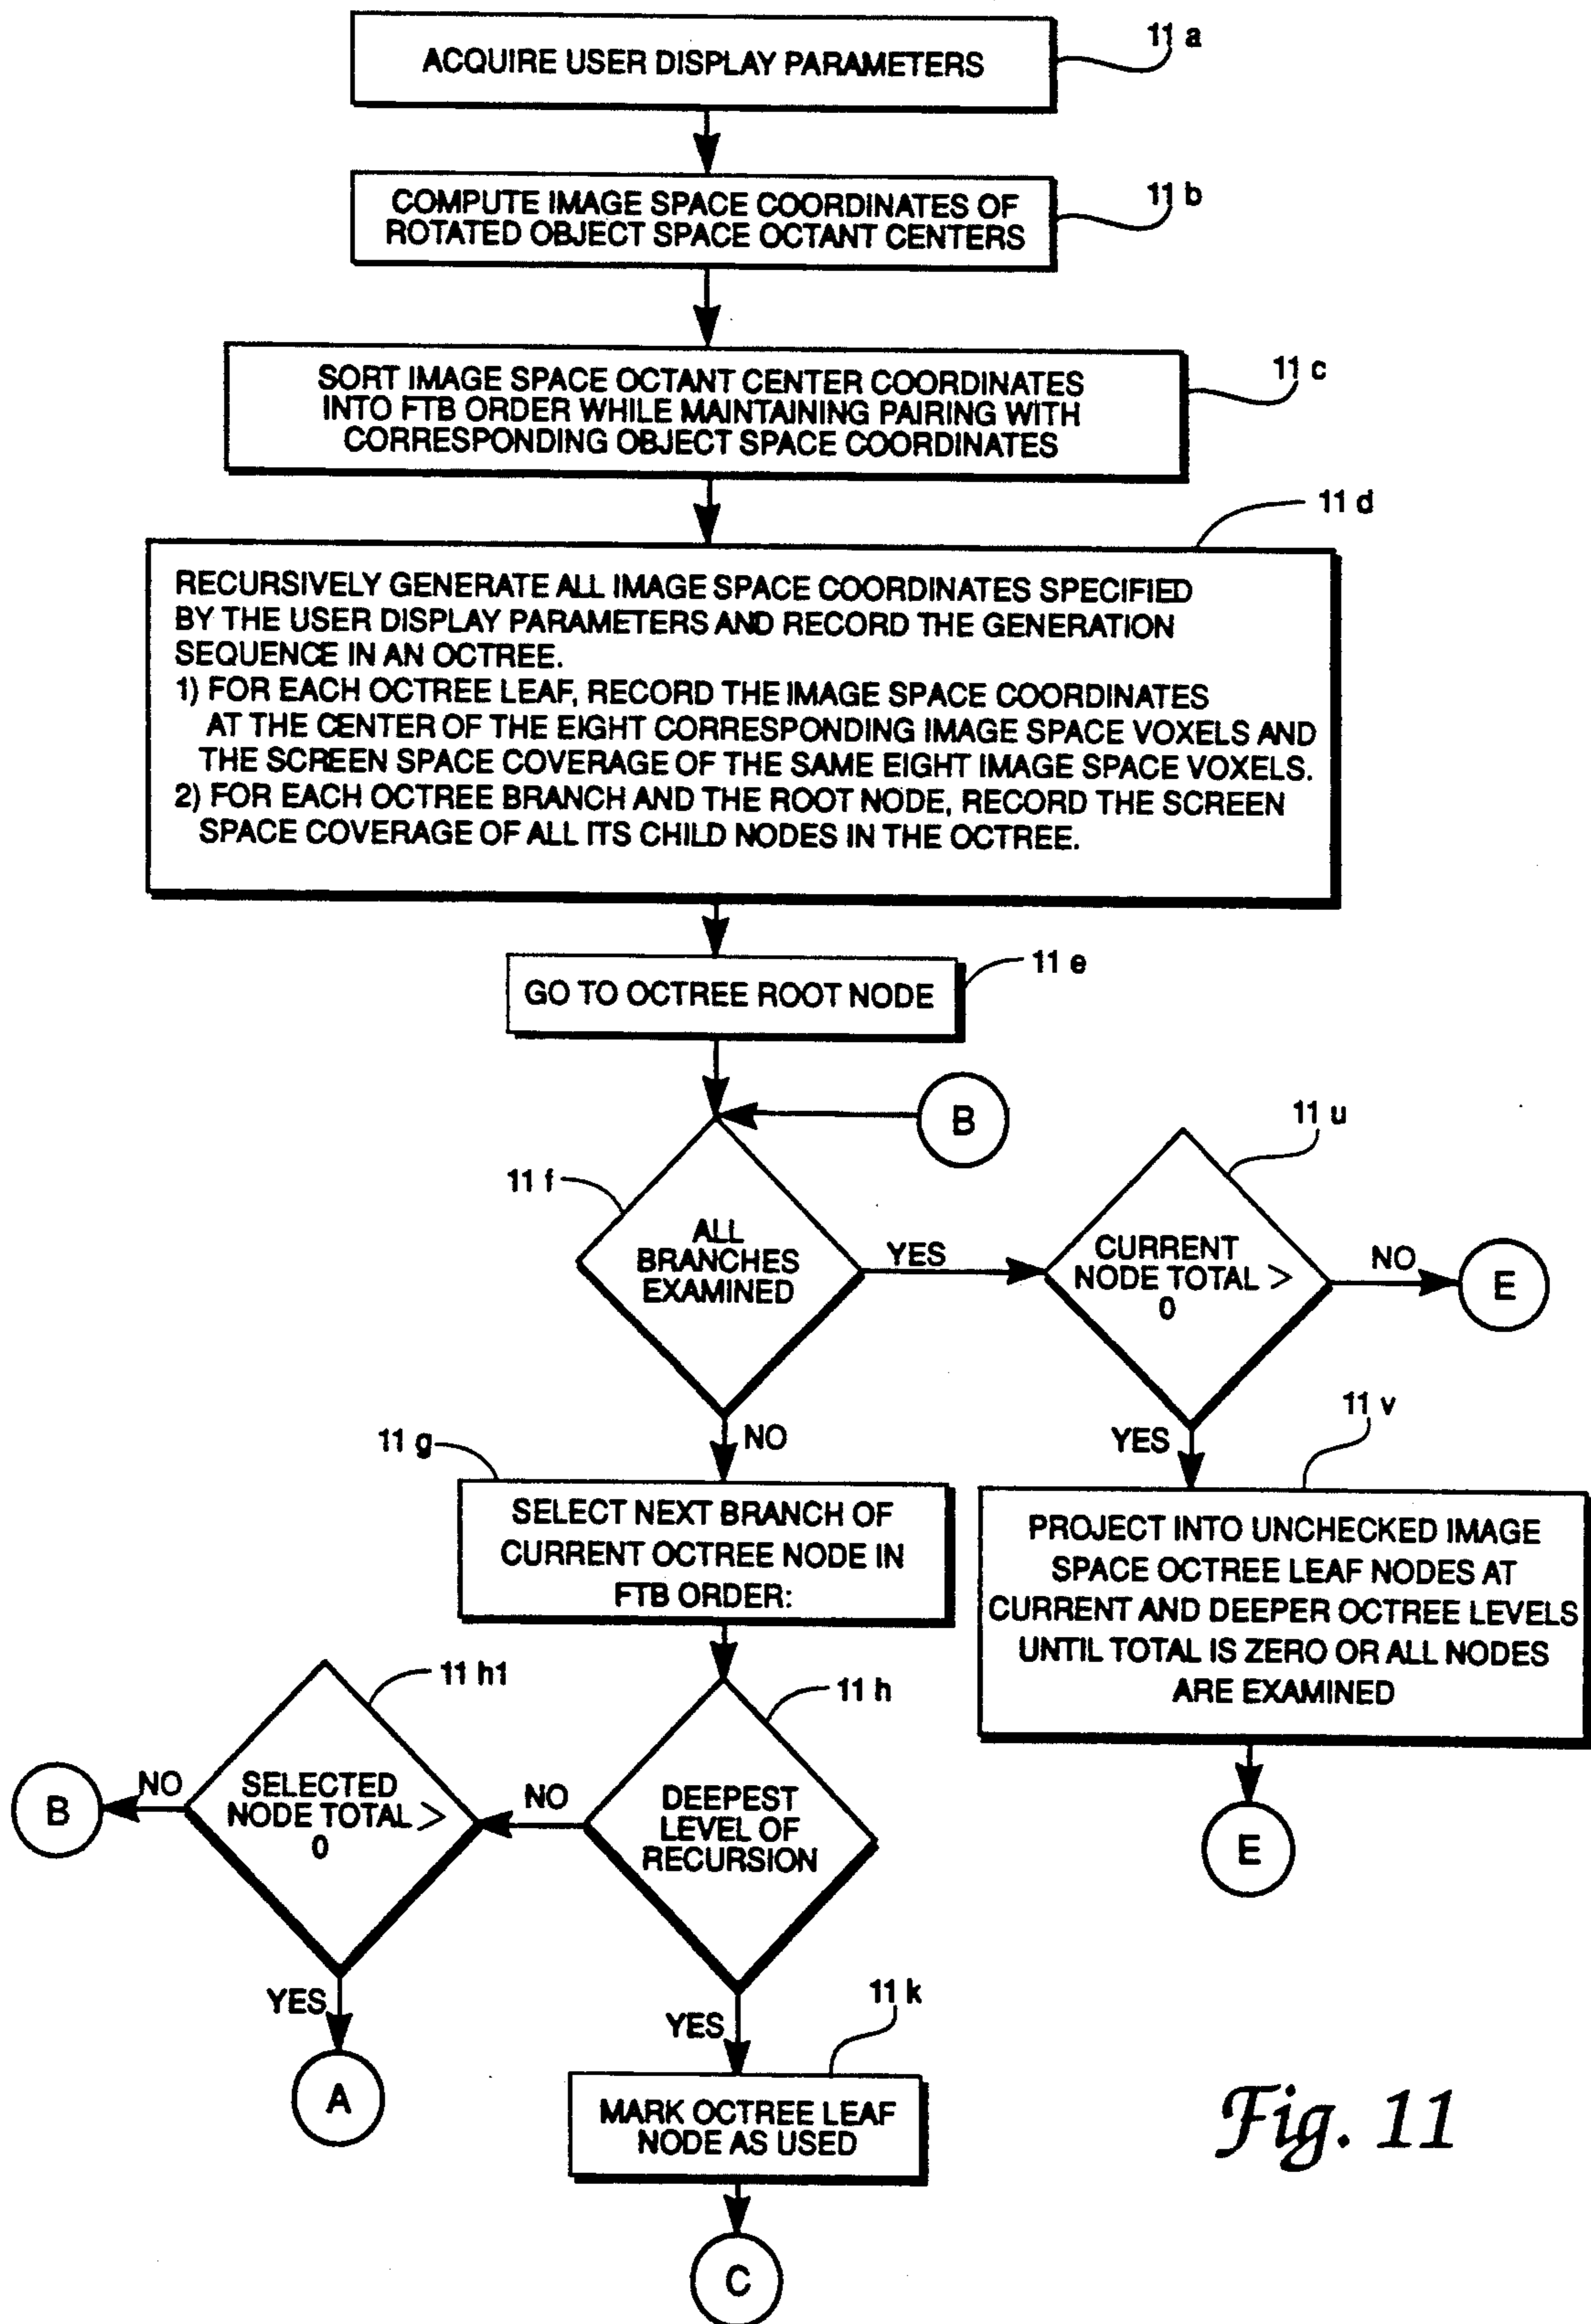 11 a
ACQUIRE USER DISPLAY PARAMETERS
11 b
COMPUTE IMAGE SPACE COORDINATES OF
ROTATED OBJECT SPACE OCTANT CENTERS
11 c
SORT IMAGE SPACE OCTANT CENTER COORDINATES
INTO FTB ORDER WHILE MAINTAINING PAIRING WITH
CORRESPONDING OBJECT SPACE COORDINATES
11 d
RECURSIVELY GENERATE ALL IMAGE SPACE COORDINATES SPECIFIED
BY THE USER DISPLAY PARAMETERS AND RECORD THE GENERATION
SEQUENCE IN AN OCTREE.
1) FOR EACH OCTREE LEAF, RECORD THE IMAGE SPACE COORDINATES
AT THE CENTER OF THE EIGHT CORRESPONDING IMAGE SPACE VOXELS AND
THE SCREEN SPACE COVERAGE OF THE SAME EIGHT IMAGE SPACE VOXELS.
2) FOR EACH OCTREE BRANCH AND THE ROOT NODE, RECORD THE SCREEN
SPACE COVERAGE OF ALL ITS CHILD NODES IN THE OCTREE.
11 e
GO TO OCTREE ROOT NODE
B
11 f
ALL
BRANCHES
EXAMINED
YES
11 u
CURRENT
NODE TOTAL >
0
NO
E
NO
YES
11 g
SELECT NEXT BRANCH OF
CURRENT OCTREE NODE IN
FTB ORDER:
11 v
PROJECT INTO UNCHECKED IMAGE
SPACE OCTREE LEAF NODES AT
CURRENT AND DEEPER OCTREE LEVELS
UNTIL TOTAL IS ZERO OR ALL NODES
ARE EXAMINED
E
11 h1
SELECTED
NODE TOTAL >
0
NO
B
11 h
DEEPEST
LEVEL OF
RECURSION
NO
YES
A
YES
11 k
MARK OCTREE LEAF
NODE AS USED
C
Fig. 11